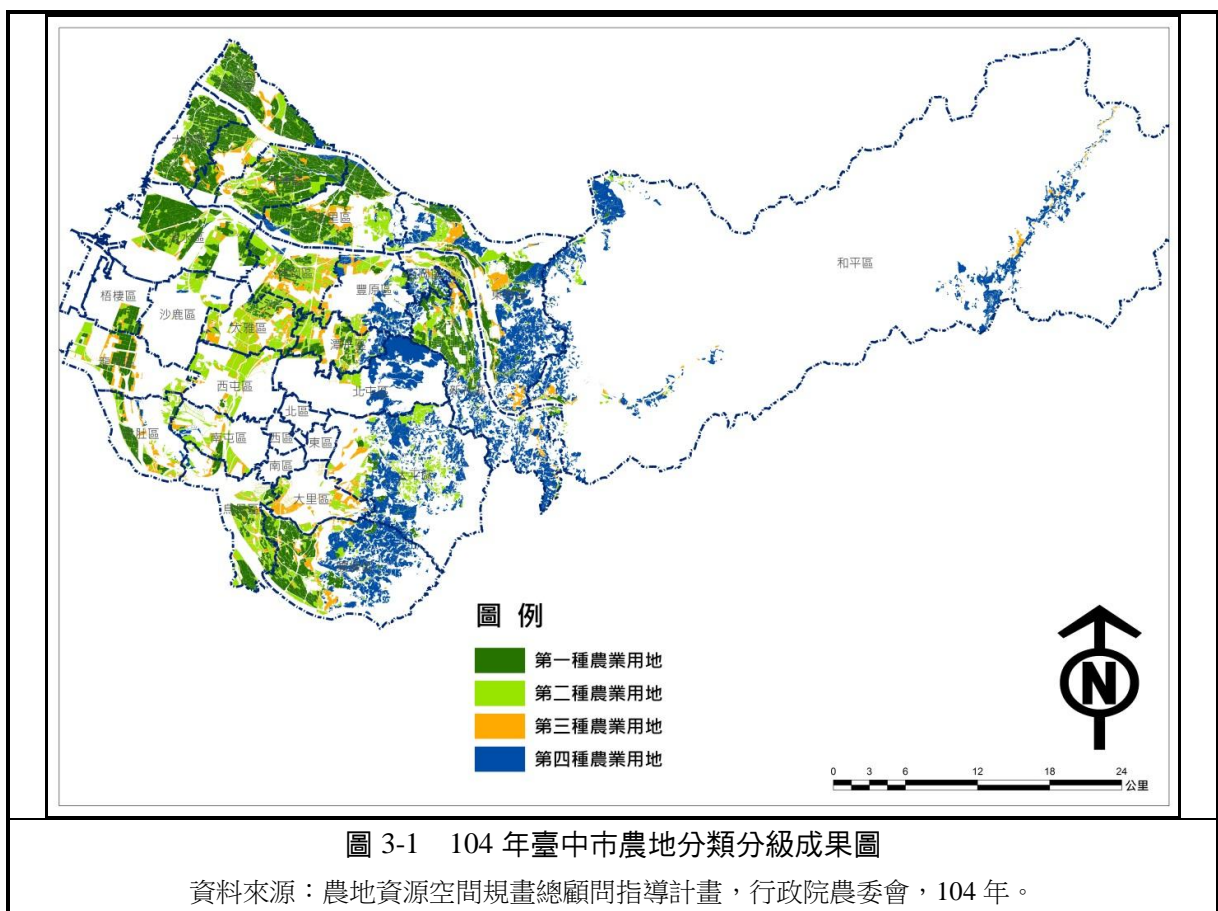 和平區
里區
豐原區
梧棲區
沙鹿區
大雅區
西屯區
北屯區
北區
西區
東區
南屯區
南區
大里區
圖 例
第一種農業用地
第二種農業用地
第三種農業用地
第四種農業用地
N
0 3 6 12 18 24
公里
圖 3-1 104 年臺中市農地分類分級成果圖
資料來源：農地資源空間規畫總顧問指導計畫，行政院農委會，104 年。